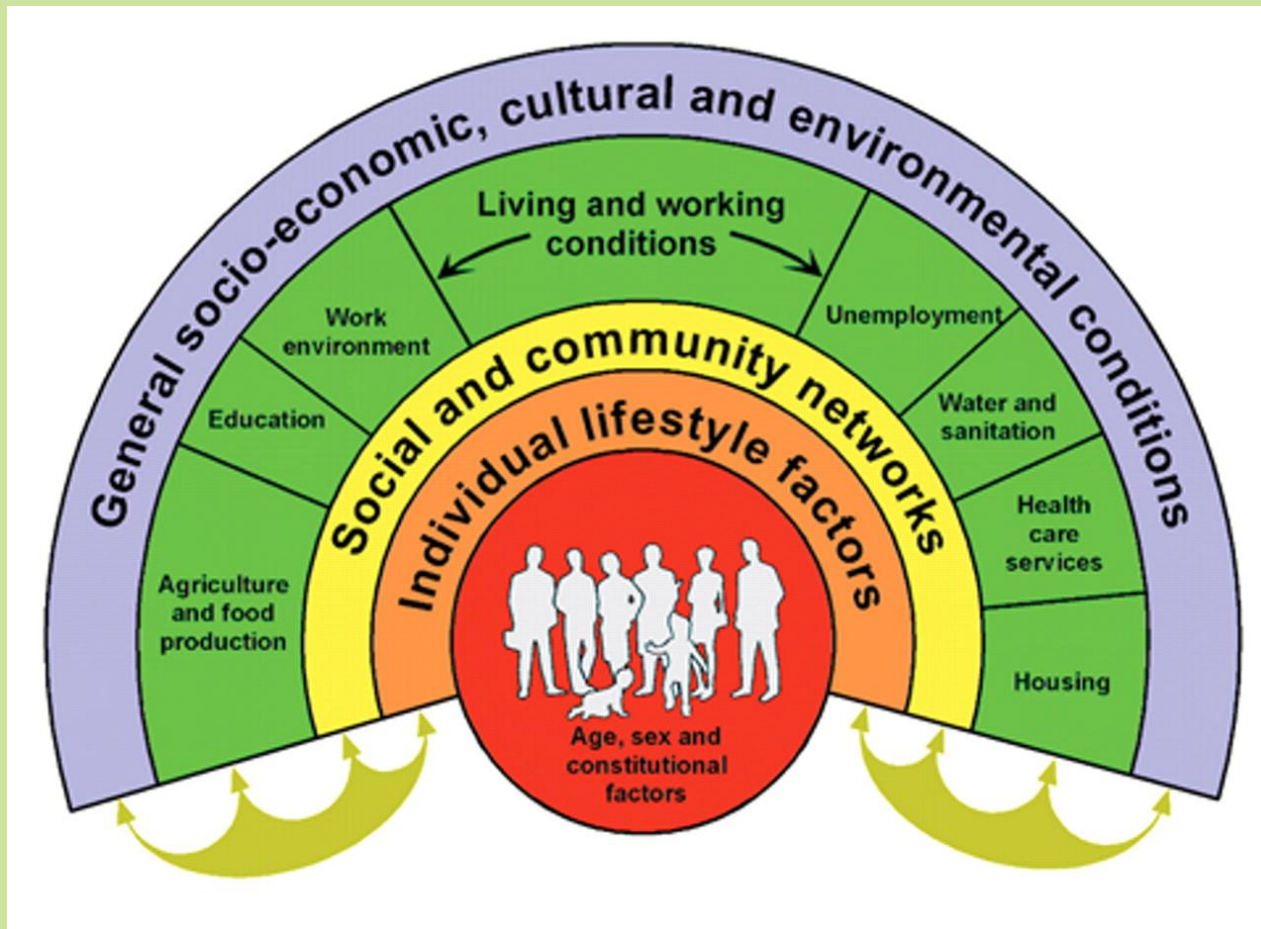 General socio-economic, cultural and environmental conditions
Living and working
conditions
Work
environment
Unemployment
Education
Water and
sanitation
Agriculture
and food
production
Health
care
services
Housing
Social and community networks
Individual lifestyle factors
Age, sex and
constitutional
factors